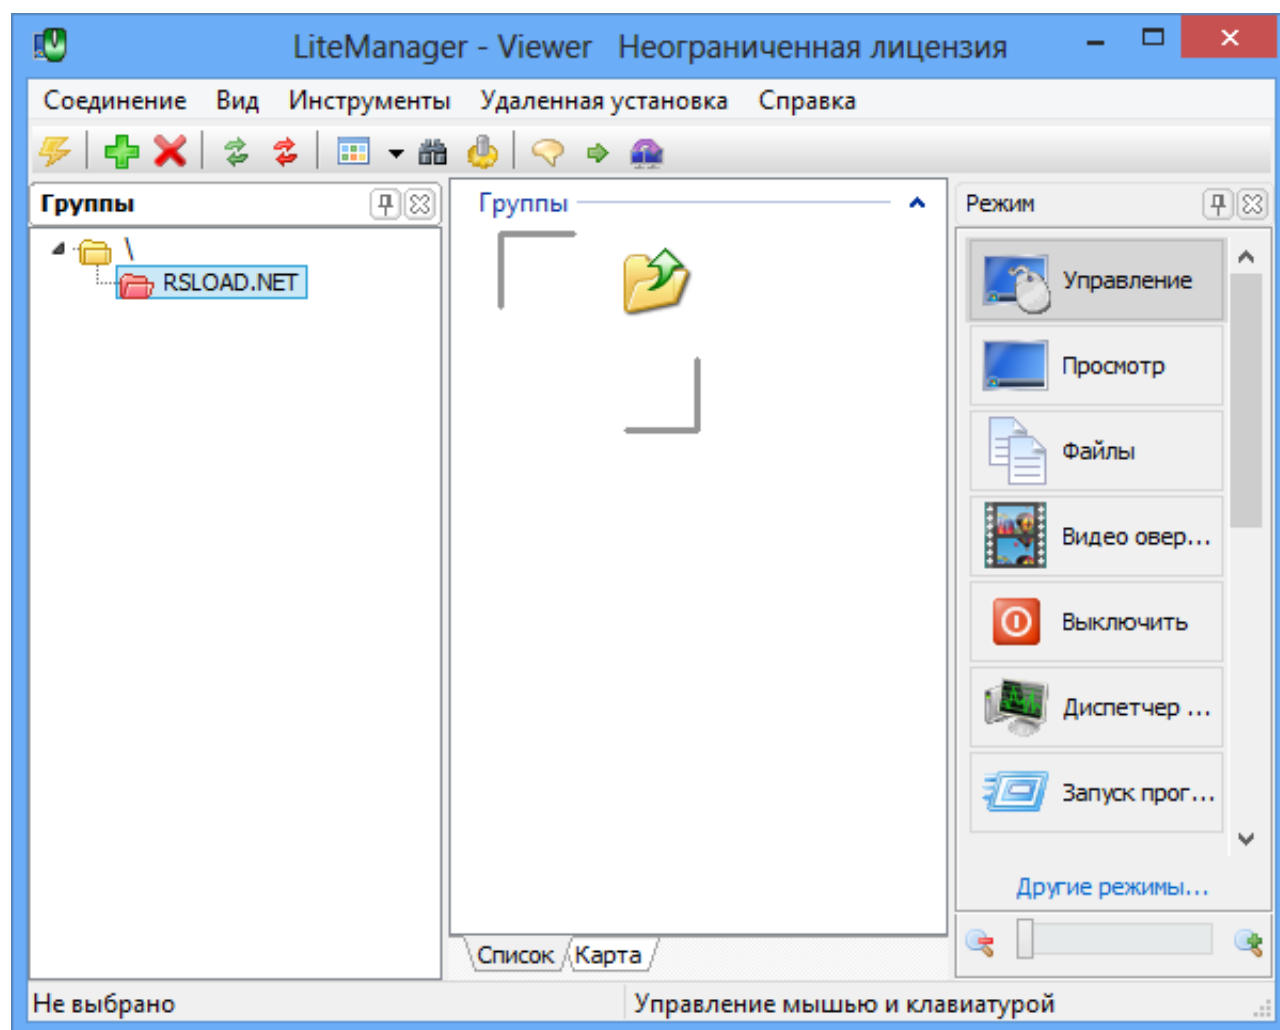 LiteManager - Viewer Неограниченная лицензия
Соединение Вид Инструменты Удаленная установка Справка
Группы
\
RSLOAD.NET
Группы
Список Карта
Режим
Управление
Просмотр
Файлы
Видео овер...
Выключить
Диспетчер ...
Запуск прог...
Другие режимы...
Не выбрано
Управление мышью и клавиатурой